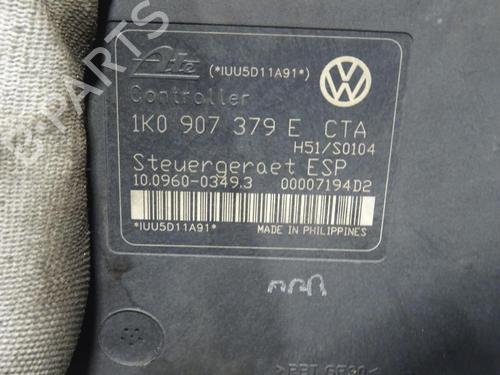 Ate (*IUU5D11A91*)
Controller
1K0 907 379 E CTA
H51/S0104
Steuergeraet ESP
10.0960-0349.3 00007194D2
*IUU5D11A91* MADE IN PHILIPPINES
PARTS